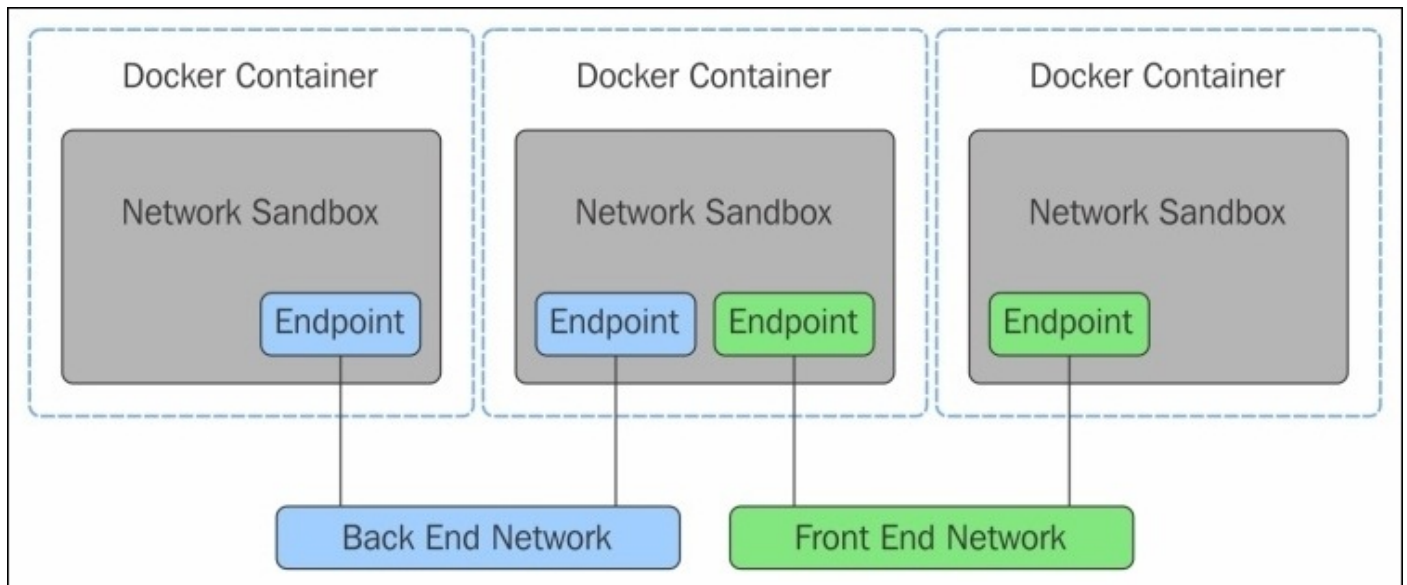 Docker Container
Docker Container
Docker Container
Network Sandbox
Network Sandbox
Network Sandbox
Endpoint
Endpoint
Endpoint
Endpoint
Back End Network
Front End Network